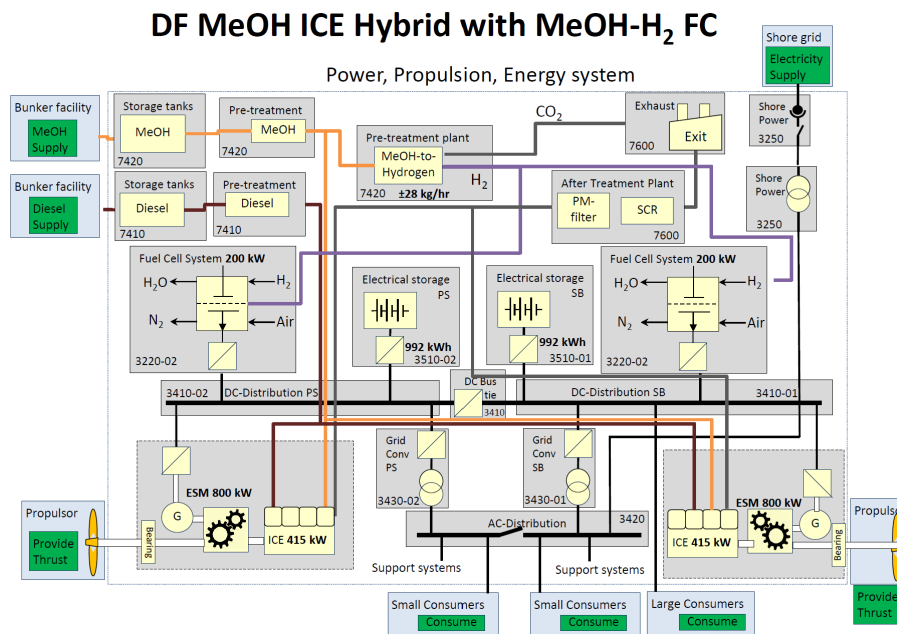 DF MeOH ICE Hybrid with MeOH-H₂ FC
Power, Propulsion, Energy system
Shore grid
Electricity
Supply
Bunker facility
MeOH
Supply
Storage tanks
MeOH
7420
Pre-treatment
MeOH
7420
Pre-treatment plant
MeOH-to-
Hydrogen
7420
±28 kg/hr
CO₂
H₂
Exhaust
Exit
7600
Shore
Power
3250
Bunker facility
Diesel
Supply
Storage tanks
Diesel
7410
Pre-treatment
Diesel
7410
After Treatment Plant
PM-
filter
SCR
7600
Shore
Power
3250
Fuel Cell System 200 kW
H₂O
H₂
N₂
Air
3220-02
Electrical storage
PS
992 kWh
3510-02
Electrical storage
SB
992 kWh
3510-01
Fuel Cell System 200 kW
H₂O
H₂
N₂
Air
3220-02
3410-02
DC-Distribution PS
DC Bus
tie
3410
DC-Distribution SB
3410-01
Grid
Conv
PS
3430-02
Grid
Conv
SB
3430-01
ESM 800 kW
G
ICE 415 kW
Bearing
Propulsor
Provide
Thrust
AC-Distribution
3420
Support systems
Support systems
ESM 800 kW
G
ICE 415 kW
Bearing
Propulsor
Provide
Thrust
Small Consumers
Consume
Small Consumers
Consume
Large Consumers
Consume